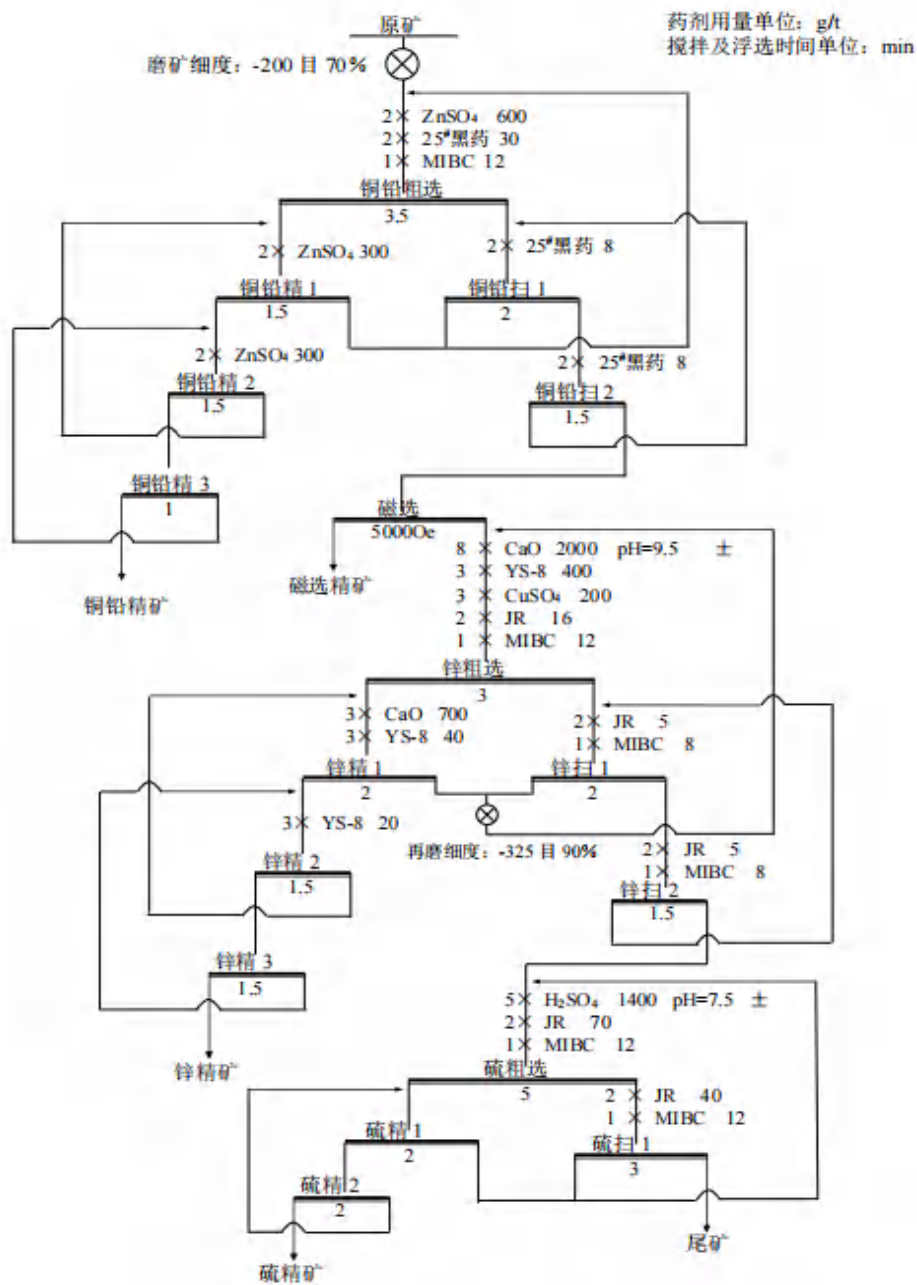 原矿
药剂用量单位：g/t
搅拌及浮选时间单位：min
磨矿细度：-200 目 70%
2 ZnSO₄ 600
2 25#黑药 30
1 MIBC 12
铜铅粗选
3.5
2 ZnSO₄ 300
2 25#黑药 8
铜铅精 1
1.5
铜铅扫 1
2
2 ZnSO₄ 300
2 25#黑药 8
铜铅精 2
1.5
铜铅扫 2
1.5
铜铅精 3
1
磁选
5000Oe
铜铅精矿
磁选精矿
8 CaO 2000 pH=9.5 ±
3 YS-8 400
3 CuSO₄ 200
2 JR 16
1 MIBC 12
锌粗选
3
3 CaO 700
3 YS-8 40
2 JR 5
1 MIBC 8
锌精 1
2
锌扫 1
2
3 YS-8 20
再磨细度：-325 目 90%
2 JR 5
1 MIBC 8
锌精 2
1.5
锌扫 2
1.5
锌精 3
1.5
锌精矿
5 H₂SO₄ 1400 pH=7.5 ±
2 JR 70
1 MIBC 12
硫粗选
5
2 JR 40
1 MIBC 12
硫精 1
2
硫扫 1
3
硫精 2
2
硫精矿
尾矿